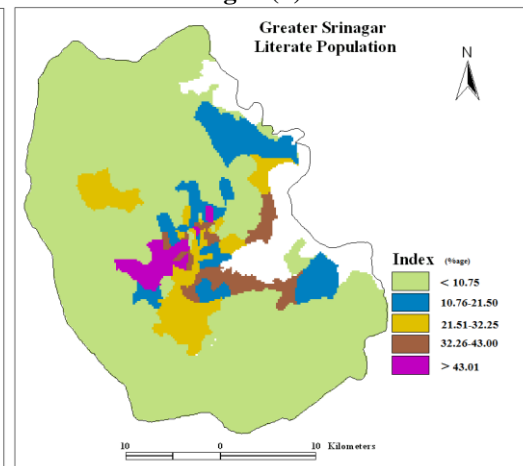 Greater Srinagar
Literate Population
N
Index (%age)
< 10.75
10.76-21.50
21.51-32.25
32.26-43.00
> 43.01
10 0 10 Kilometers